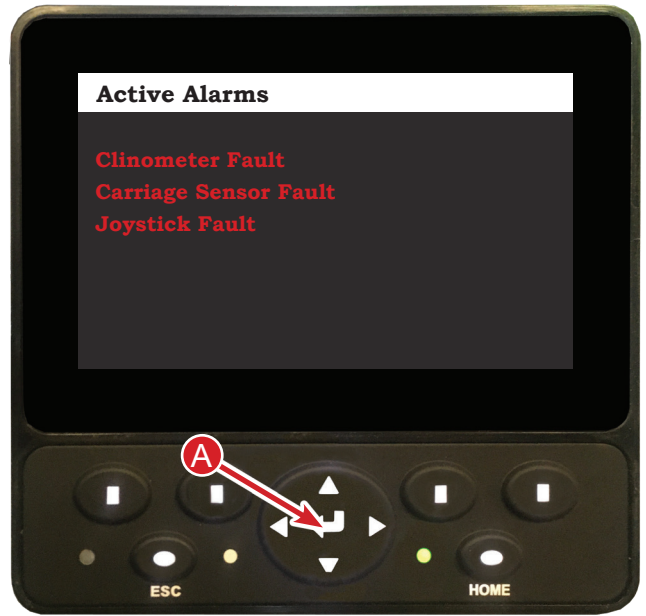 Active Alarms
Clinometer Fault
Carriage Sensor Fault
Joystick Fault
A
ESC
HOME